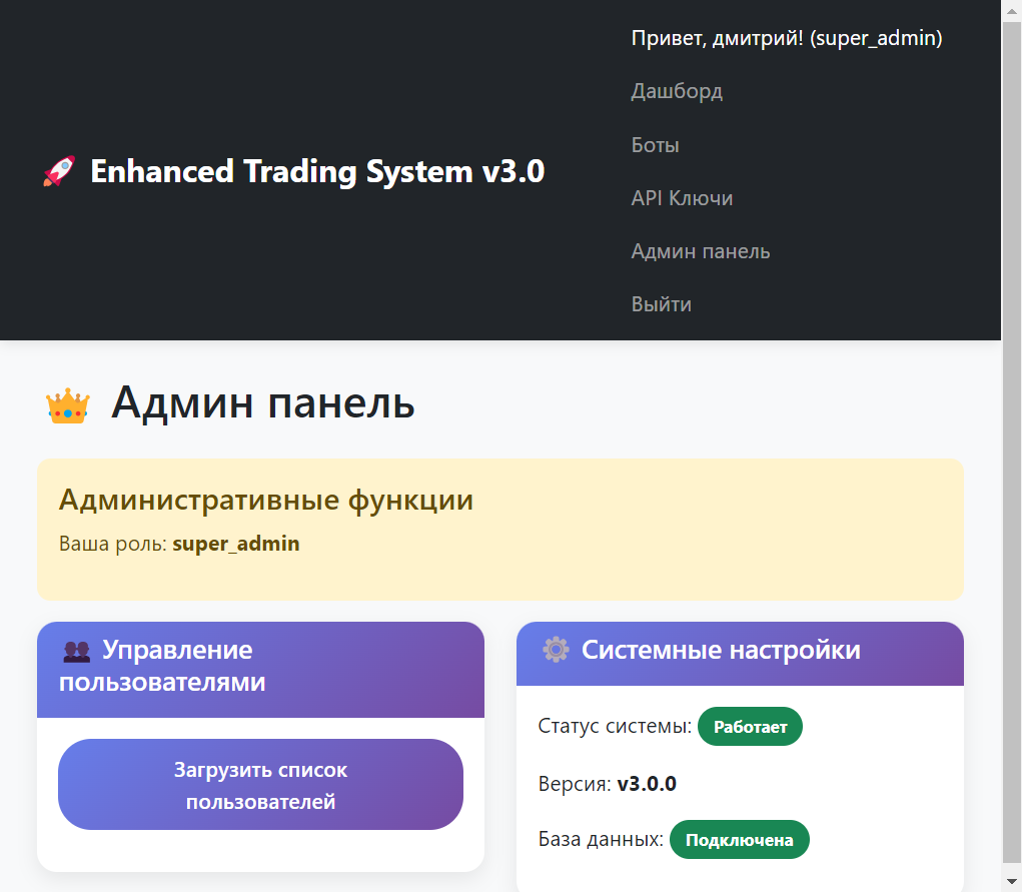 Привет, дмитрий! (super_admin)
Дашборд
Боты
🚀 Enhanced Trading System v3.0
API Ключи
Админ панель
Выйти
👑 Админ панель
Административные функции
Ваша роль: super_admin
👥 Управление
пользователями
Загрузить список
пользователей
⚙️ Системные настройки
Статус системы: Работает
Версия: v3.0.0
База данных: Подключена